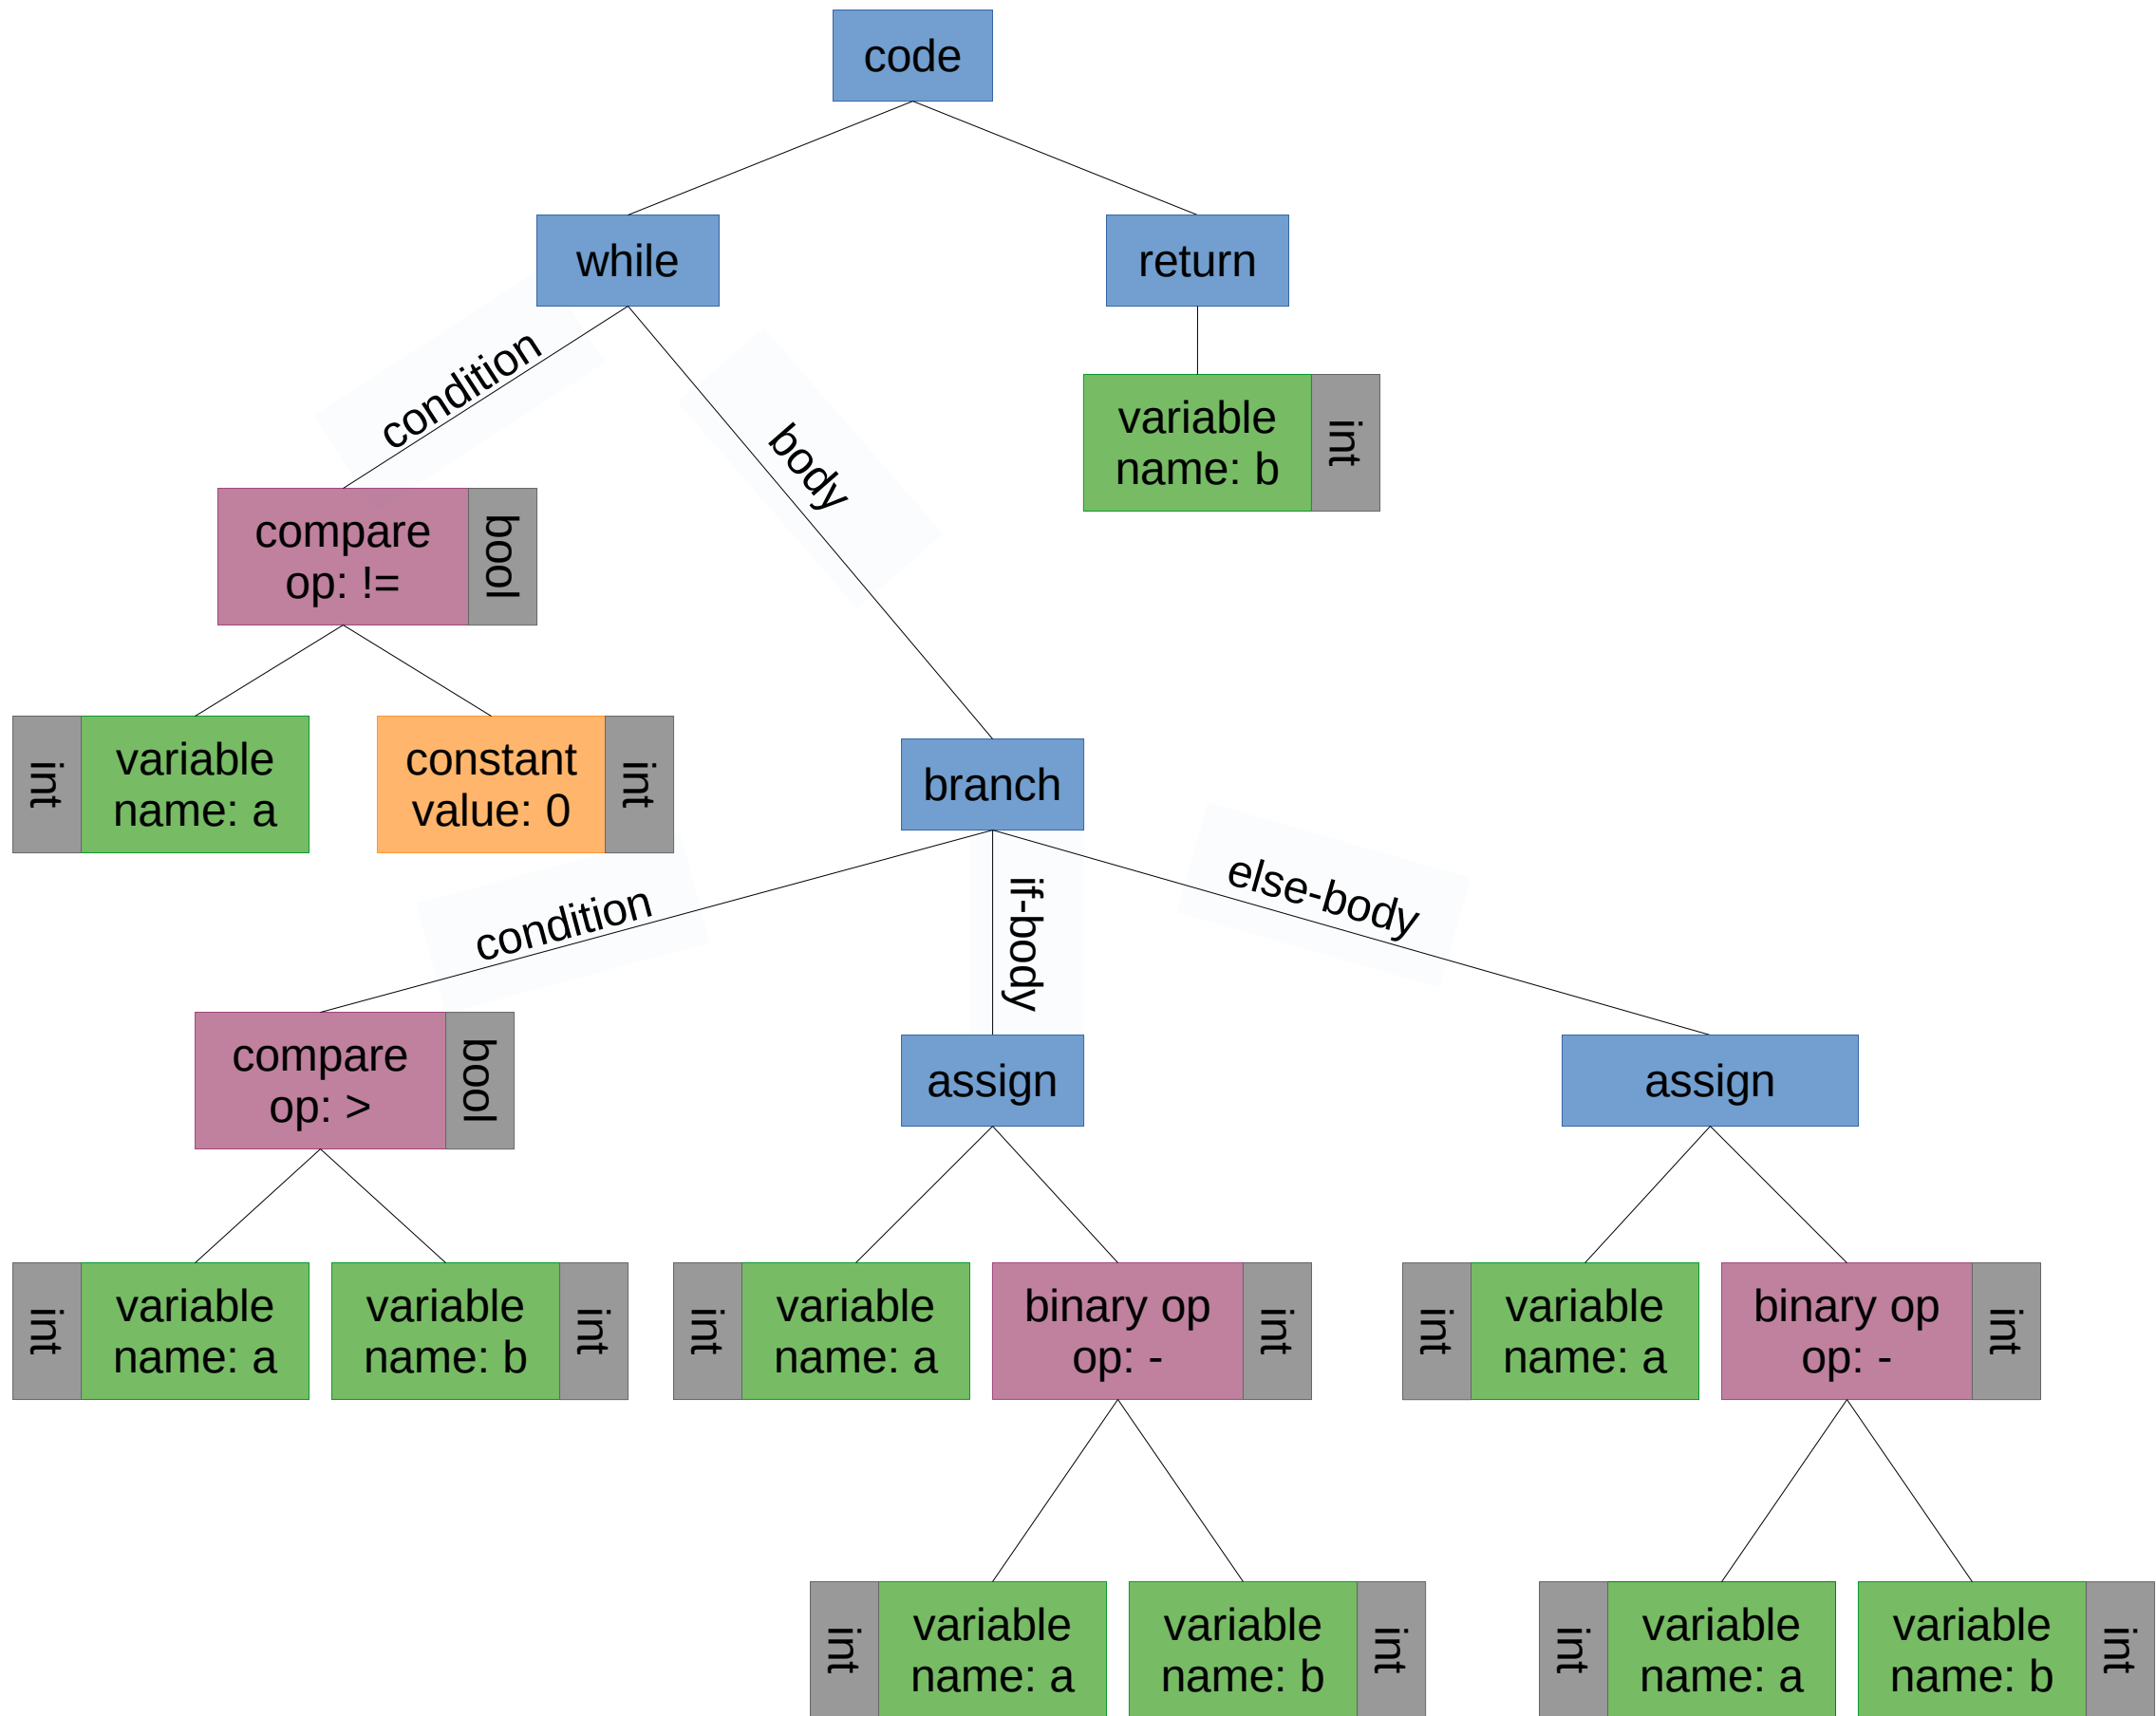 code
while
return
condition
body
variable
name: b
int
compare
op: !=
bool
int
variable
name: a
constant
value: 0
int
branch
condition
if-body
else-body
compare
op: >
bool
assign
assign
int
variable
name: a
variable
name: b
int
int
variable
name: a
binary op
op: -
int
int
variable
name: a
binary op
op: -
int
int
variable
name: a
variable
name: b
int
int
variable
name: a
variable
name: b
int